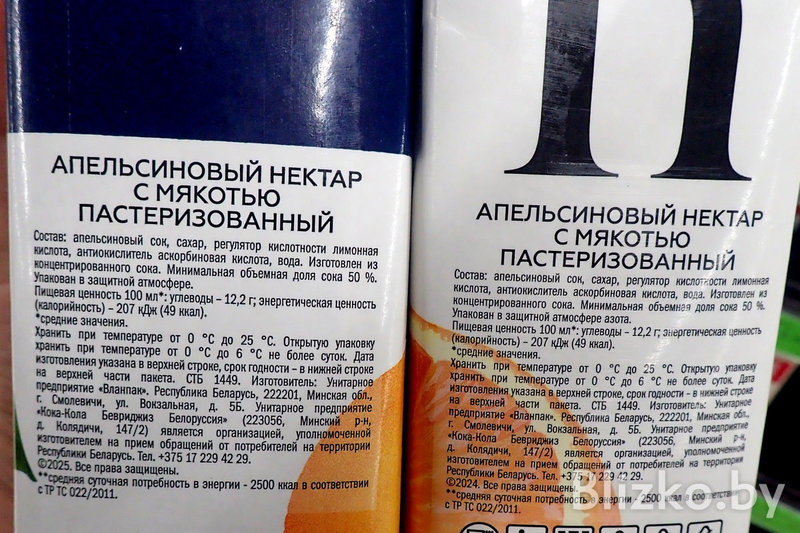 АПЕЛЬСИНОВЫЙ НЕКТАР
С МЯКОТЬЮ
ПАСТЕРИЗОВАННЫЙ
Состав: апельсиновый сок, сахар, регулятор кислотности лимонная
кислота, антиокислитель аскорбиновая кислота, вода. Изготовлен из
концентрированного сока. Минимальная объемная доля сока 50 %.
Упакован в защитной атмосфере.
Пищевая ценность 100 мл*: углеводы – 12,2 г; энергетическая ценность
(калорийность) – 207 кДж (49 ккал).
*средние значения.
Хранить при температуре от 0 °С до 25 °С. Открытую упаковку
хранить при температуре от 0 °С до 6 °С не более суток. Дата
изготовления указана в верхней строке, срок годности - в нижней строке
на верхней части пакета. СТБ 1449. Изготовитель: Унитарное
предприятие «Вланпак». Республика Беларусь, 222201, Минская обл.,
г. Смолевичи, ул. Вокзальная, д. 5Б. Унитарное предприятие
«Кока-Кола Бевриджиз Белоруссия» (223056, Минский р-н,
д. Колядичи, 147/2) является организацией, уполномоченной
изготовителем на прием обращений от потребителей на территории
Республики Беларусь. Тел. +375 17 229 42 29.
©2025. Все права защищены.
**средняя суточная потребность в энергии - 2500 ккал в соответствии
с ТР ТС 022/2011.
h
АПЕЛЬСИНОВЫЙ НЕКТАР
С МЯКОТЬЮ
ПАСТЕРИЗОВАННЫЙ
Состав: апельсиновый сок, сахар, регулятор кислотности лимонная
кислота, антиокислитель аскорбиновая кислота, вода. Изготовлен из
концентрированного сока. Минимальная объемная доля сока 50 %.
Упакован в защитной атмосфере азота.
Пищевая ценность 100 мл*: углеводы – 12,2 г; энергетическая ценность
(калорийность) – 207 кДж (49 ккал).
*средние значения.
Хранить при температуре от 0 °С до 25 °С. Открытую упаковку
хранить при температуре от 0 °С до 6 °С не более суток. Дата
изготовления указана в верхней строке, срок годности – в нижней строке
на верхней части пакета. СТБ 1449. Изготовитель: Унитарное
предприятие «Вланпак». Республика Беларусь, 222201, Минская обл.,
г. Смолевичи, ул. Вокзальная, д. 5Б. Унитарное предприятие
«Кока-Кола Бевриджиз Белоруссия» (223056, Минский р-н,
д. Колядичи, 147/2) является организацией, уполномоченной
изготовителем на прием обращений от потребителей на территории
Республики Беларусь. Тел. +375 17 229 42 29.
©2024. Все права защищены.
**средняя суточная потребность в энергии - 2500 ккал в соответствии
с ТР ТС 022/2011.
Blizko.by